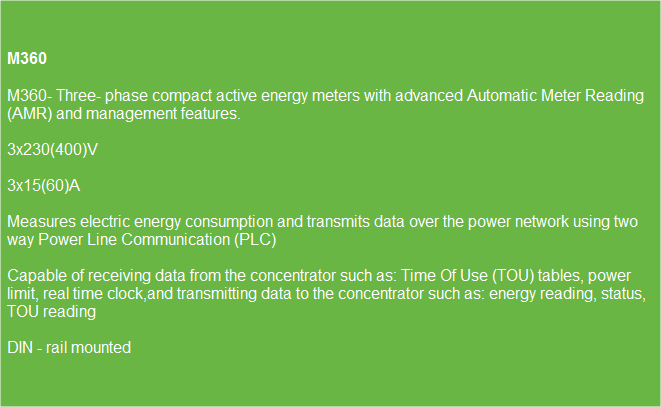 M360
M360- Three- phase compact active energy meters with advanced Automatic Meter Reading
(AMR) and management features.
3x230(400)V
3x15(60)A
Measures electric energy consumption and transmits data over the power network using two
way Power Line Communication (PLC)
Capable of receiving data from the concentrator such as: Time Of Use (TOU) tables, power
limit, real time clock,and transmitting data to the concentrator such as: energy reading, status,
TOU reading
DIN - rail mounted